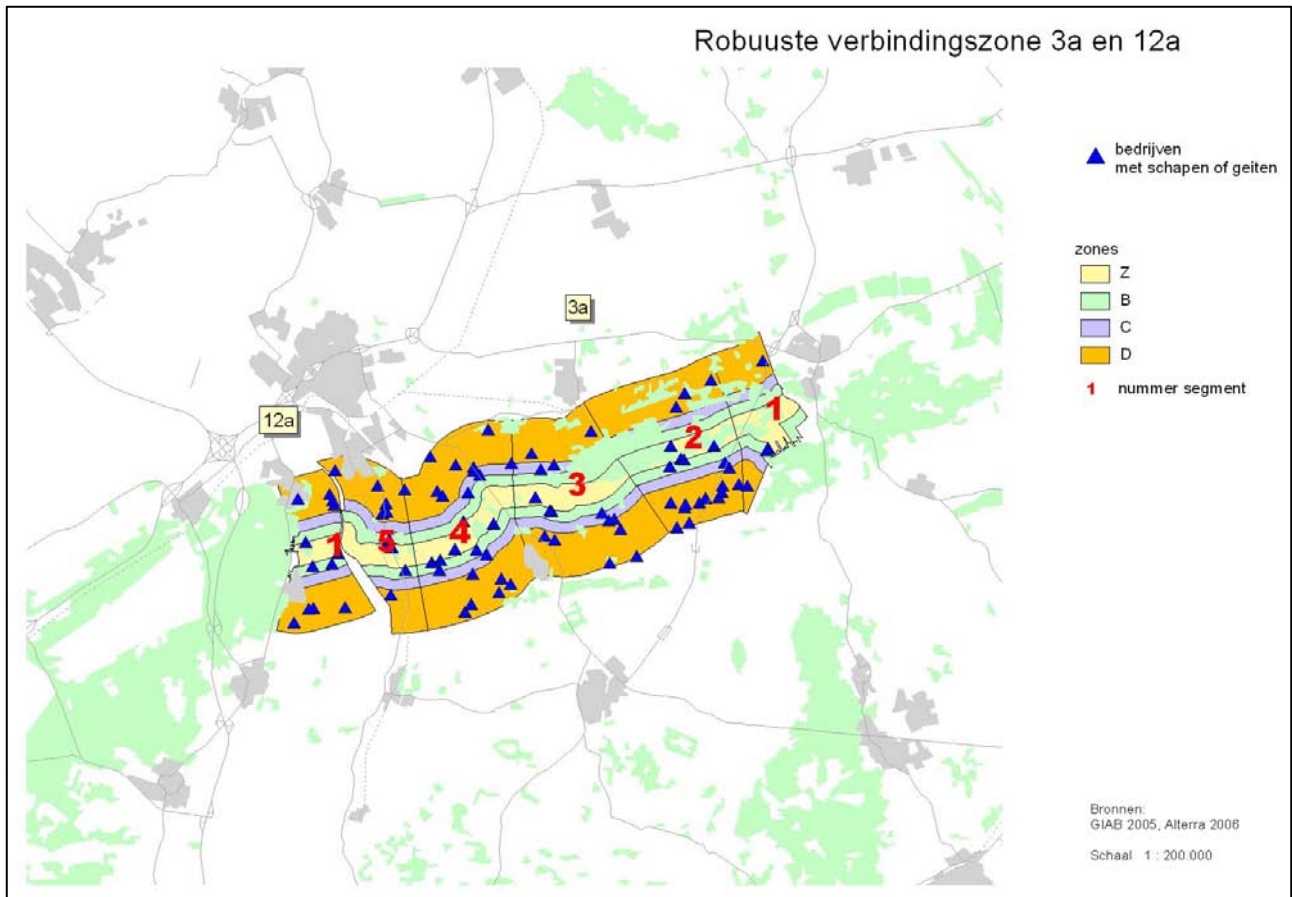 Robuuste verbindingszone 3a en 12a
bedrijven
met schapen of geiten
zones
Z
B
C
D
1 nummer segment
3a
12a
1
2
3
4
5
1
Bronnen:
GIAB 2005, Alterra 2006
Schaal 1 : 200.000